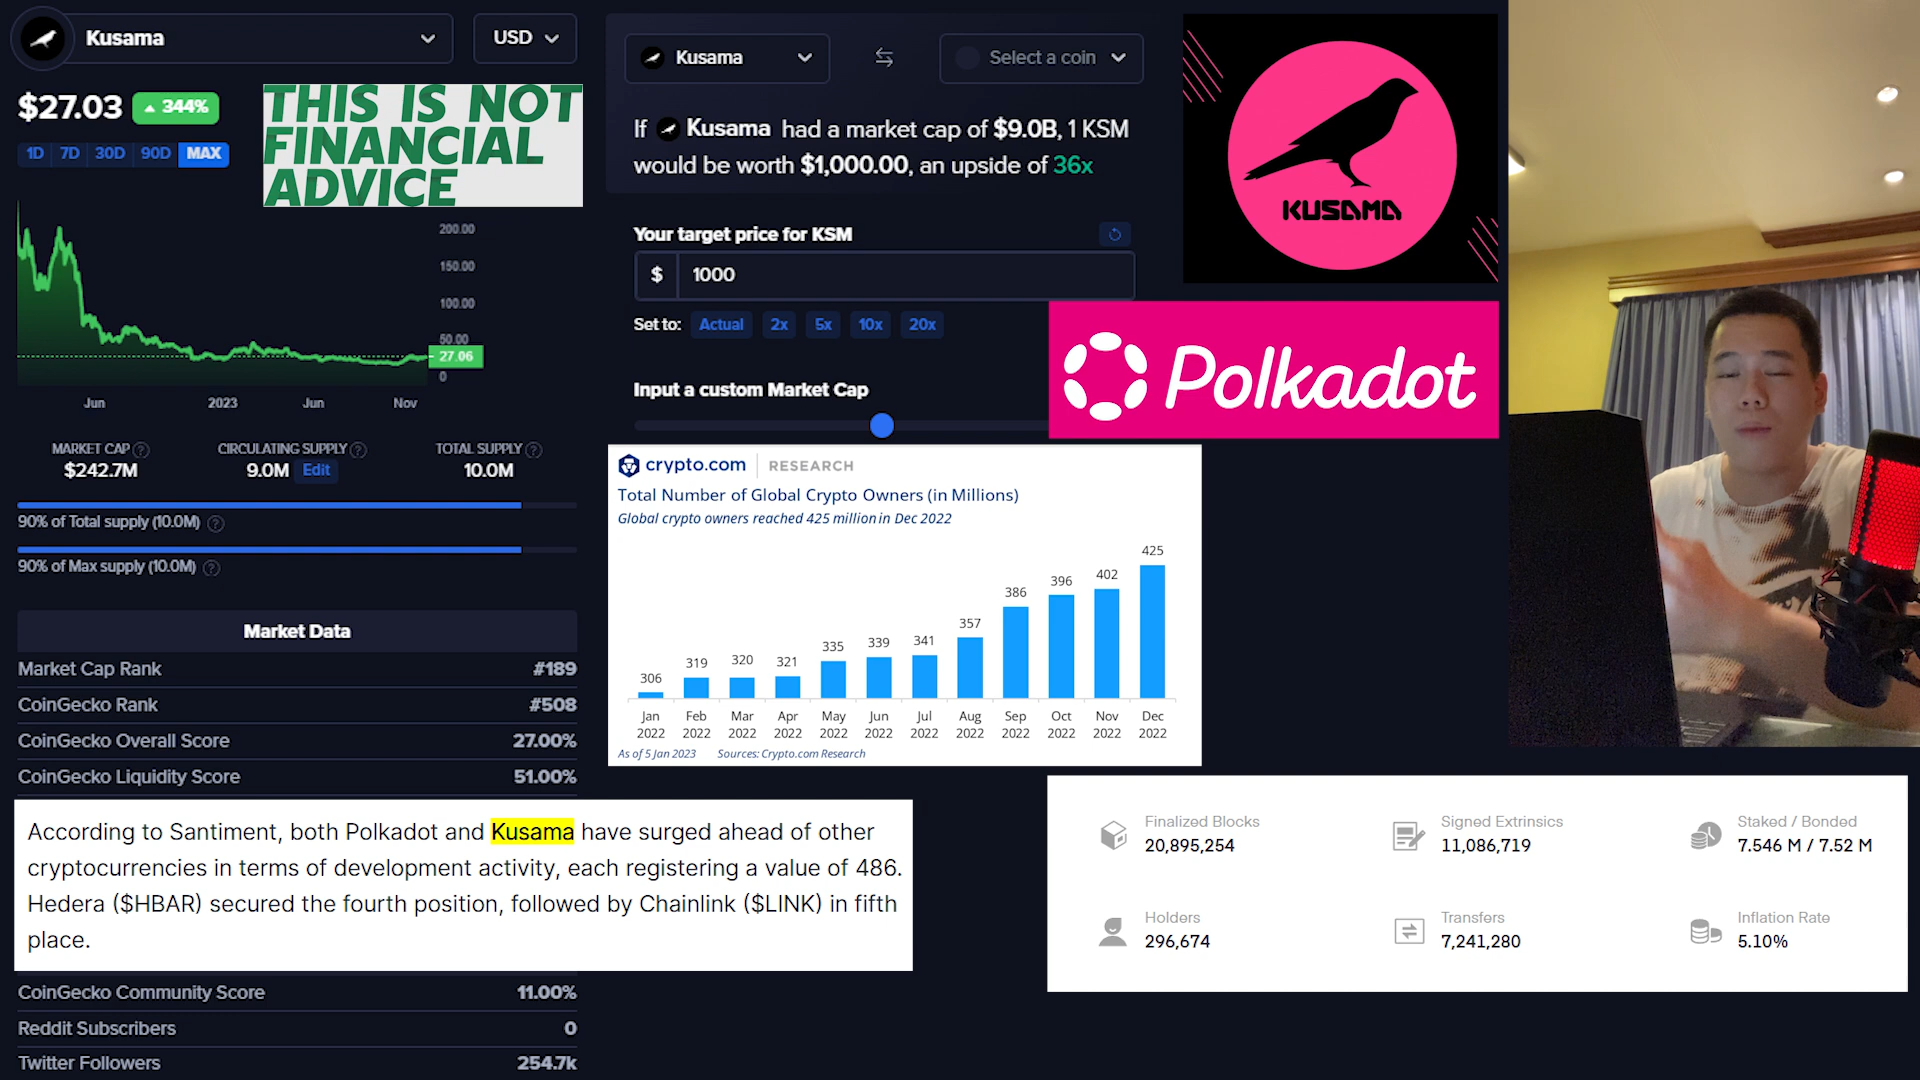 Kusama
USD
$27.03
344%
1D 7D 30D 90D MAX
THIS IS NOT
FINANCIAL
ADVICE
200.00
150.00
100.00
50.00
27.06
0
Jun 2023 Jun Nov
MARKET CAP CIRCULATING SUPPLY TOTAL SUPPLY
$242.7M 9.0M Edit 10.0M
90% of Total supply (10.0M)
90% of Max supply (10.0M)
Market Data
Market Cap Rank #189
CoinGecko Rank #508
CoinGecko Overall Score 27.00%
CoinGecko Liquidity Score 51.00%
According to Santiment, both Polkadot and Kusama have surged ahead of other
cryptocurrencies in terms of development activity, each registering a value of 486.
Hedera ($HBAR) secured the fourth position, followed by Chainlink ($LINK) in fifth
place.
CoinGecko Community Score 11.00%
Reddit Subscribers 0
Twitter Followers 254.7k
Kusama Select a coin
If Kusama had a market cap of $9.0B, 1 KSM
would be worth $1,000.00, an upside of 36x
Your target price for KSM
$ 1000
Set to: Actual 2x 5x 10x 20x
Input a custom Market Cap
KUSAMA
Polkadot
crypto.com RESEARCH
Total Number of Global Crypto Owners (in Millions)
Global crypto owners reached 425 million in Dec 2022
306 319 320 321 335 339 341 357 386 396 402 425
Jan Feb Mar Apr May Jun Jul Aug Sep Oct Nov Dec
2022 2022 2022 2022 2022 2022 2022 2022 2022 2022 2022 2022
As of 5 Jan 2023 Sources: Crypto.com Research
Finalized Blocks Signed Extrinsics Staked / Bonded
20,895,254 11,086,719 7.546 M / 7.52 M
Holders Transfers Inflation Rate
296,674 7,241,280 5.10%